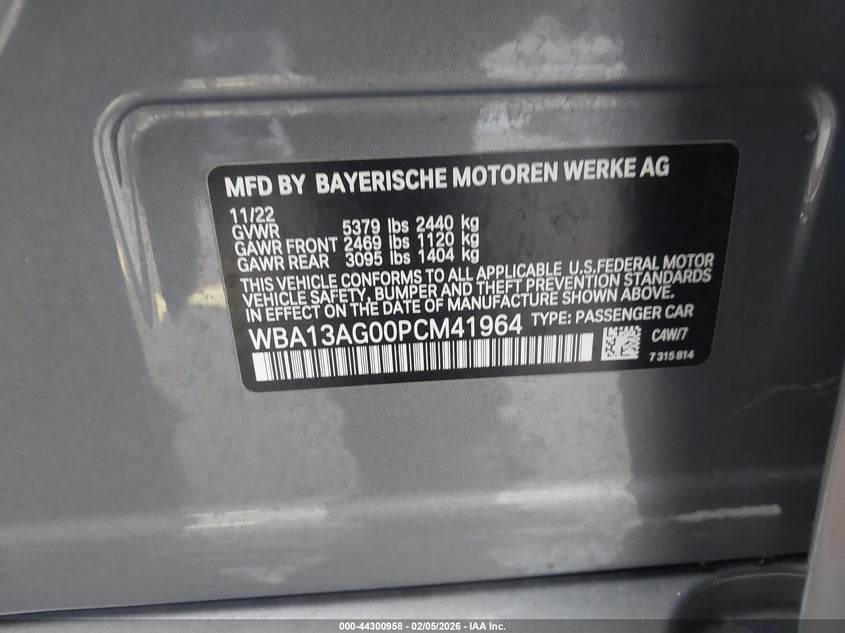 MFD BY BAYERISCHE MOTOREN WERKE AG
11/22
GVWR 5379 lbs 2440 kg
GAWR FRONT 2469 lbs 1120 kg
GAWR REAR 3095 lbs 1404 kg
THIS VEHICLE CONFORMS TO ALL APPLICABLE U.S.FEDERAL MOTOR
VEHICLE SAFETY, BUMPER AND THEFT PREVENTION STANDARDS
IN EFFECT ON THE DATE OF MANUFACTURE SHOWN ABOVE.
WBA13AG00PCM41964 TYPE: PASSENGER CAR
C4W/7
7 315 814
000-44300958 - 02/05/2026 - IAA Inc.